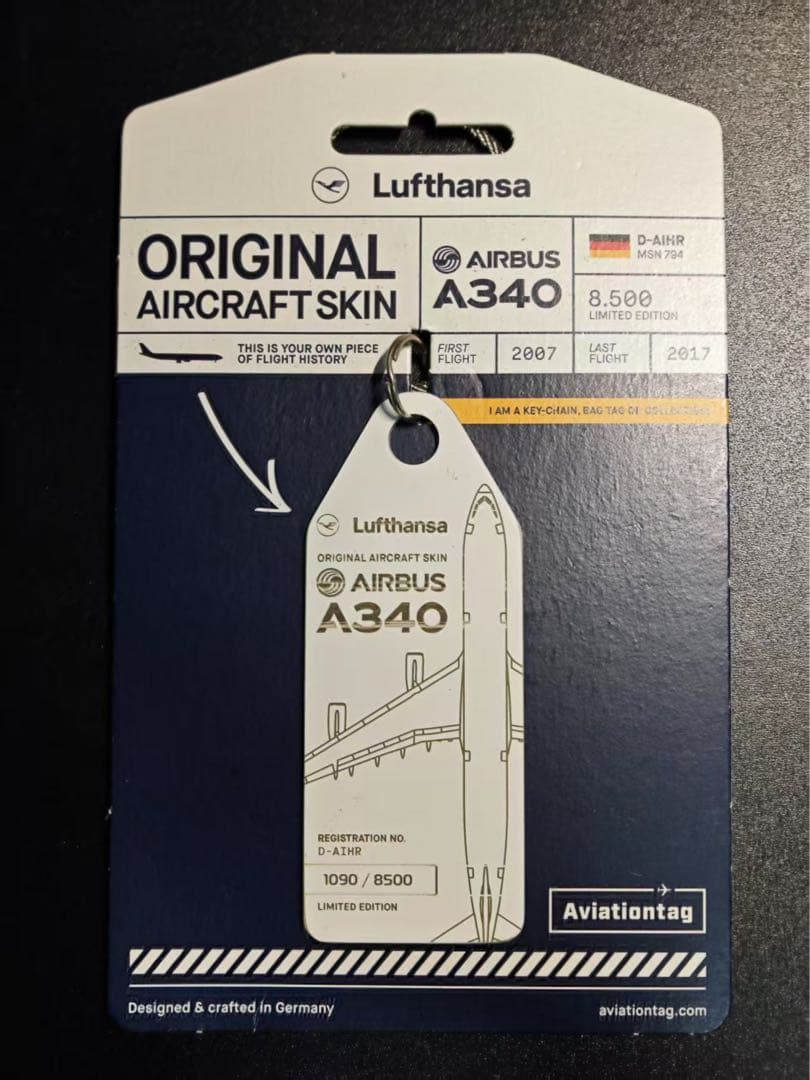 Lufthansa
ORIGINAL
AIRCRAFT SKIN
AIRBUS
A340
D-AIHR
MSN 794
8.500
LIMITED EDITION
THIS IS YOUR OWN PIECE
OF FLIGHT HISTORY
FIRST
FLIGHT
2007
LAST
FLIGHT
2017
I AM A KEY-CHAIN, BAG TAG OR
Lufthansa
ORIGINAL AIRCRAFT SKIN
AIRBUS
A340
REGISTRATION NO.
D-AIHR
1090 / 8500
LIMITED EDITION
Aviationtag
Designed & crafted in Germany
aviationtag.com